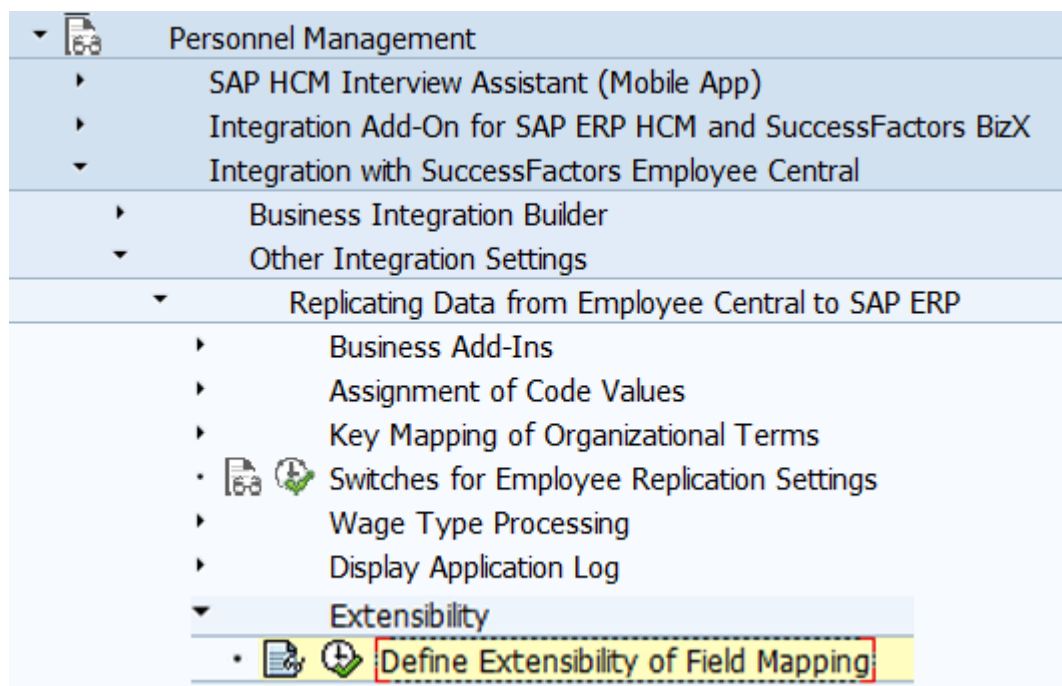 Personnel Management
SAP HCM Interview Assistant (Mobile App)
Integration Add-On for SAP ERP HCM and SuccessFactors BizX
Integration with SuccessFactors Employee Central
Business Integration Builder
Other Integration Settings
Replicating Data from Employee Central to SAP ERP
Business Add-Ins
Assignment of Code Values
Key Mapping of Organizational Terms
Switches for Employee Replication Settings
Wage Type Processing
Display Application Log
Extensibility
Define Extensibility of Field Mapping